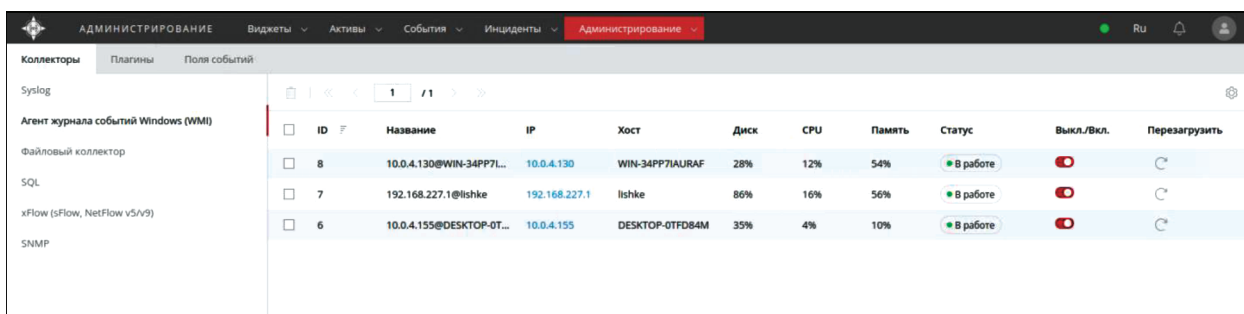 АДМИНИСТРИРОВАНИЕ Виджеты Активы События Инциденты Администрирование Ru
Коллекторы Плагины Поля событий
Syslog
Агент журнала событий Windows (WMI)
Файловый коллектор
SQL
xFlow (sFlow, NetFlow v5/v9)
SNMP
1 / 1
ID Название IP Хост Диск CPU Память Статус Выкл./Вкл. Перезагрузить
8 10.0.4.130@WIN-34PP7I... 10.0.4.130 WIN-34PP7IAURAF 28% 12% 54% В работе
7 192.168.227.1@lishke 192.168.227.1 lishke 86% 16% 56% В работе
6 10.0.4.155@DESKTOP-0T... 10.0.4.155 DESKTOP-0TFD84M 35% 4% 10% В работе